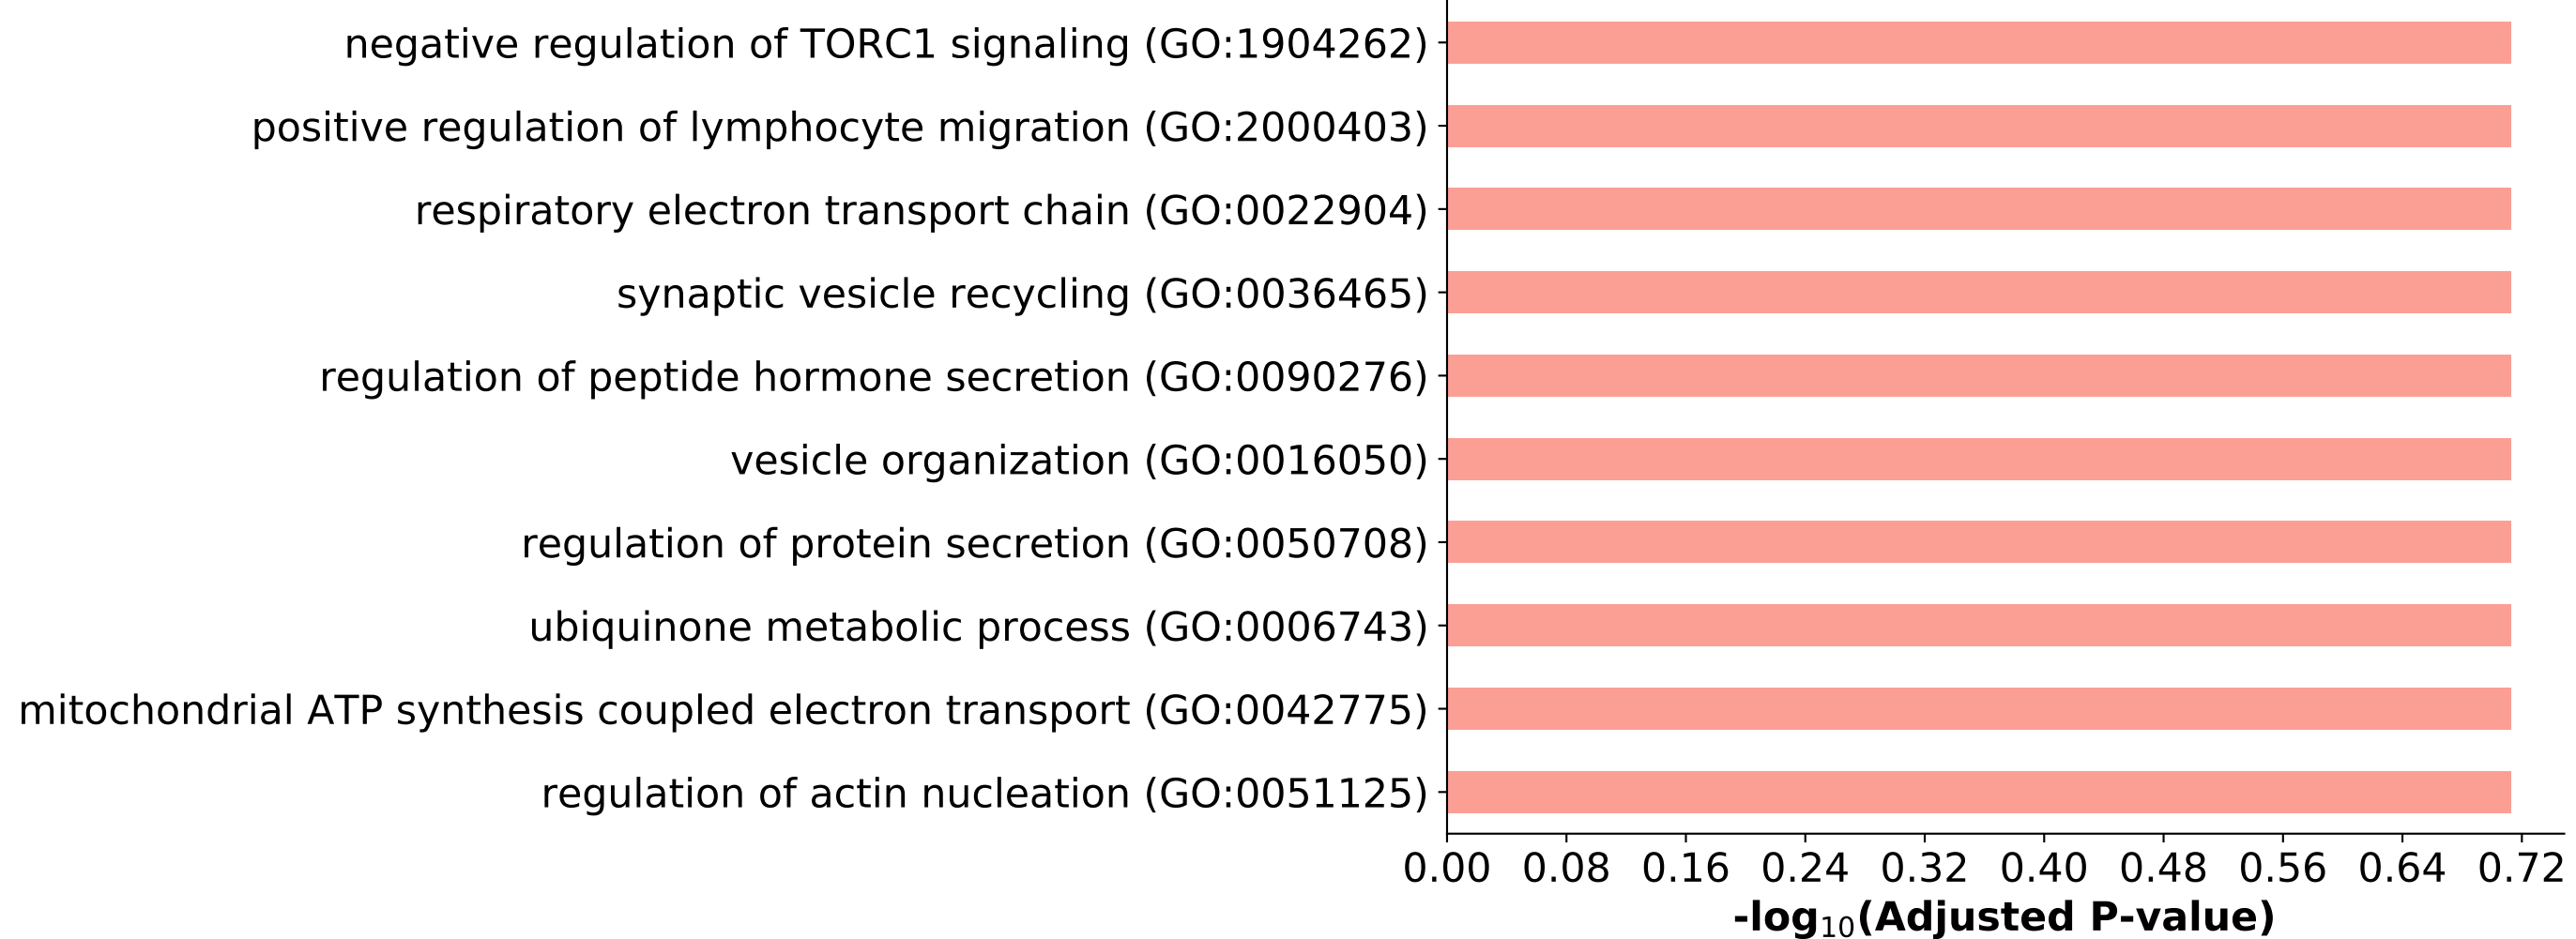 negative regulation of TORC1 signaling (GO:1904262)
positive regulation of lymphocyte migration (GO:2000403)
respiratory electron transport chain (GO:0022904)
synaptic vesicle recycling (GO:0036465)
regulation of peptide hormone secretion (GO:0090276)
vesicle organization (GO:0016050)
regulation of protein secretion (GO:0050708)
ubiquinone metabolic process (GO:0006743)
mitochondrial ATP synthesis coupled electron transport (GO:0042775)
regulation of actin nucleation (GO:0051125)
0.00 0.08 0.16 0.24 0.32 0.40 0.48 0.56 0.64 0.72
-log₁₀(Adjusted P-value)